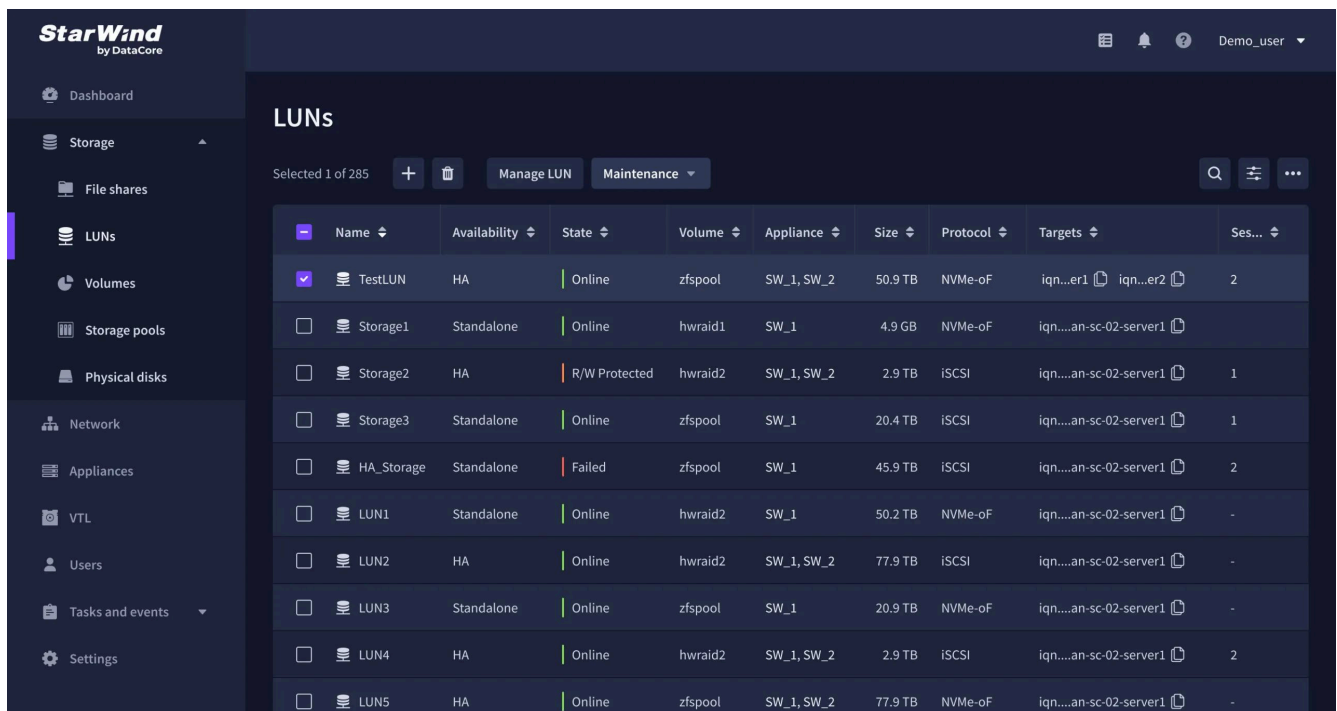 StarWind
by DataCore
Demo_user
Dashboard
Storage
File shares
LUNs
Volumes
Storage pools
Physical disks
Network
Appliances
VTL
Users
Tasks and events
Settings
LUNs
Selected 1 of 285 Manage LUN Maintenance
Name Availability State Volume Appliance Size Protocol Targets Ses...
TestLUN HA Online zfspool SW_1, SW_2 50.9 TB NVMe-oF iqn...er1 iqn...er2 2
Storage1 Standalone Online hwraid1 SW_1 4.9 GB NVMe-oF iqn....an-sc-02-server1
Storage2 HA R/W Protected hwraid2 SW_1, SW_2 2.9 TB iSCSI iqn....an-sc-02-server1 1
Storage3 Standalone Online zfspool SW_1 20.4 TB iSCSI iqn....an-sc-02-server1 1
HA_Storage Standalone Failed zfspool SW_1 45.9 TB iSCSI iqn....an-sc-02-server1 2
LUN1 Standalone Online hwraid2 SW_1 50.2 TB NVMe-oF iqn....an-sc-02-server1 -
LUN2 HA Online hwraid2 SW_1, SW_2 77.9 TB iSCSI iqn....an-sc-02-server1 -
LUN3 Standalone Online zfspool SW_1 20.9 TB NVMe-oF iqn....an-sc-02-server1 -
LUN4 HA Online hwraid2 SW_1, SW_2 2.9 TB iSCSI iqn....an-sc-02-server1 2
LUN5 HA Online zfspool SW_1, SW_2 77.9 TB NVMe-oF iqn....an-sc-02-server1 -